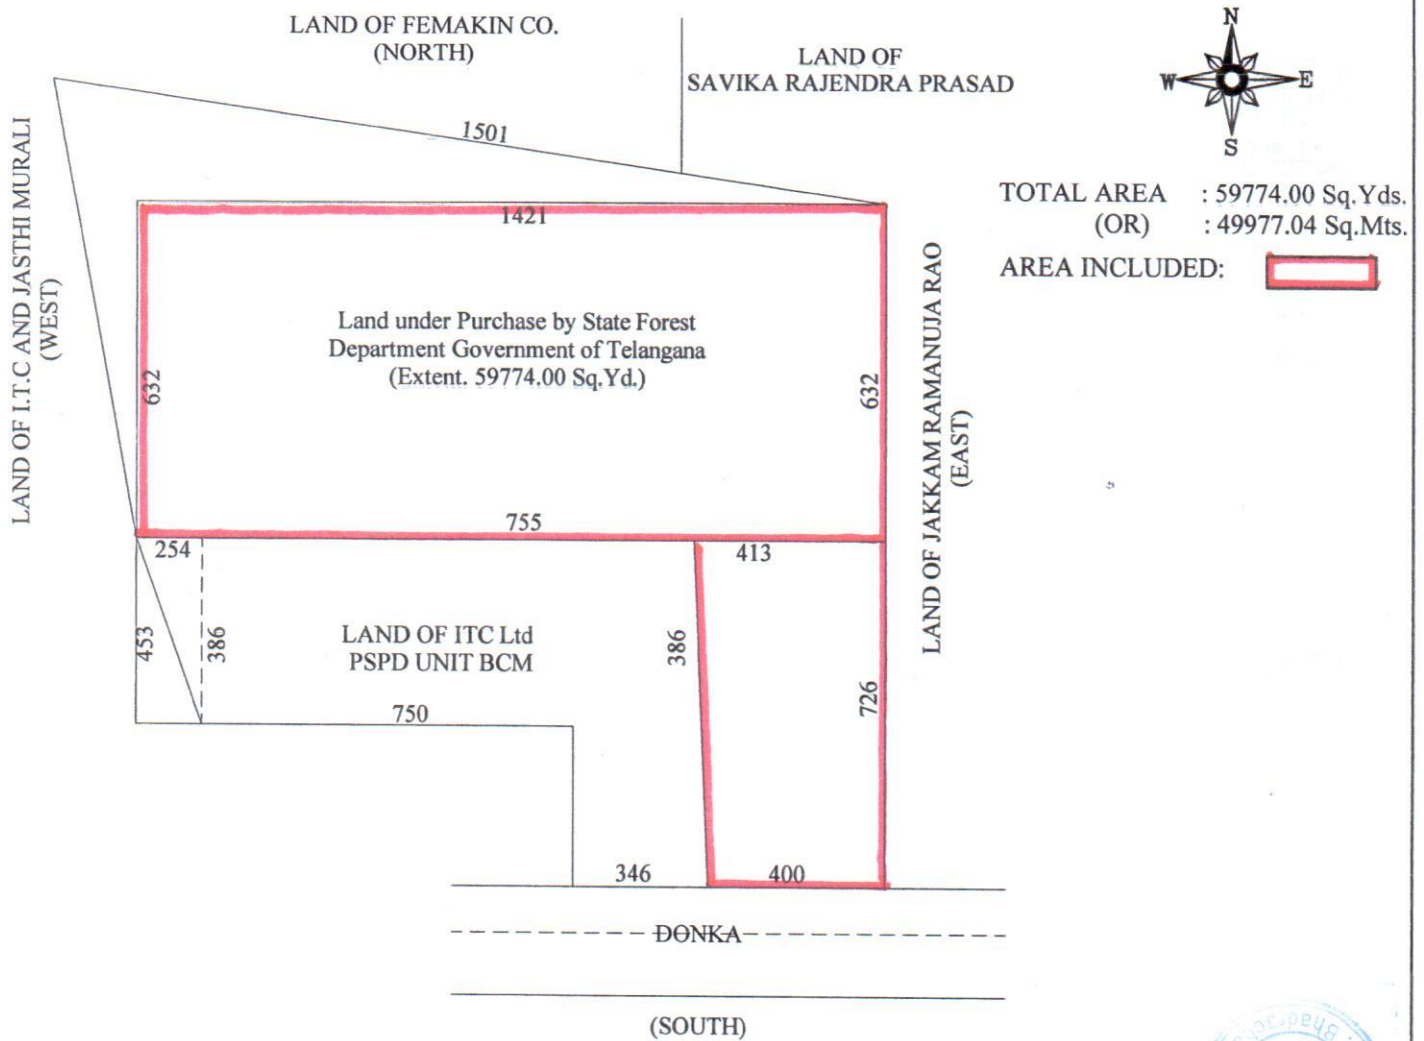 LAND OF FEMAKIN CO.
(NORTH)
LAND OF
SAVIKA RAJENDRA PRASAD
N
W
E
S
1501
TOTAL AREA : 59774.00 Sq.Yds.
(OR) : 49977.04 Sq.Mts.
AREA INCLUDED:
LAND OF I.T.C AND JASTHI MURALI
(WEST)
1421
Land under Purchase by State Forest
Department Government of Telangana
(Extent. 59774.00 Sq.Yd.)
632
632
LAND OF JAKKAM RAMANUJA RAO
(EAST)
755
254
413
453
386
LAND OF ITC Ltd
PSPD UNIT BCM
386
726
750
346
400
DONKA
(SOUTH)